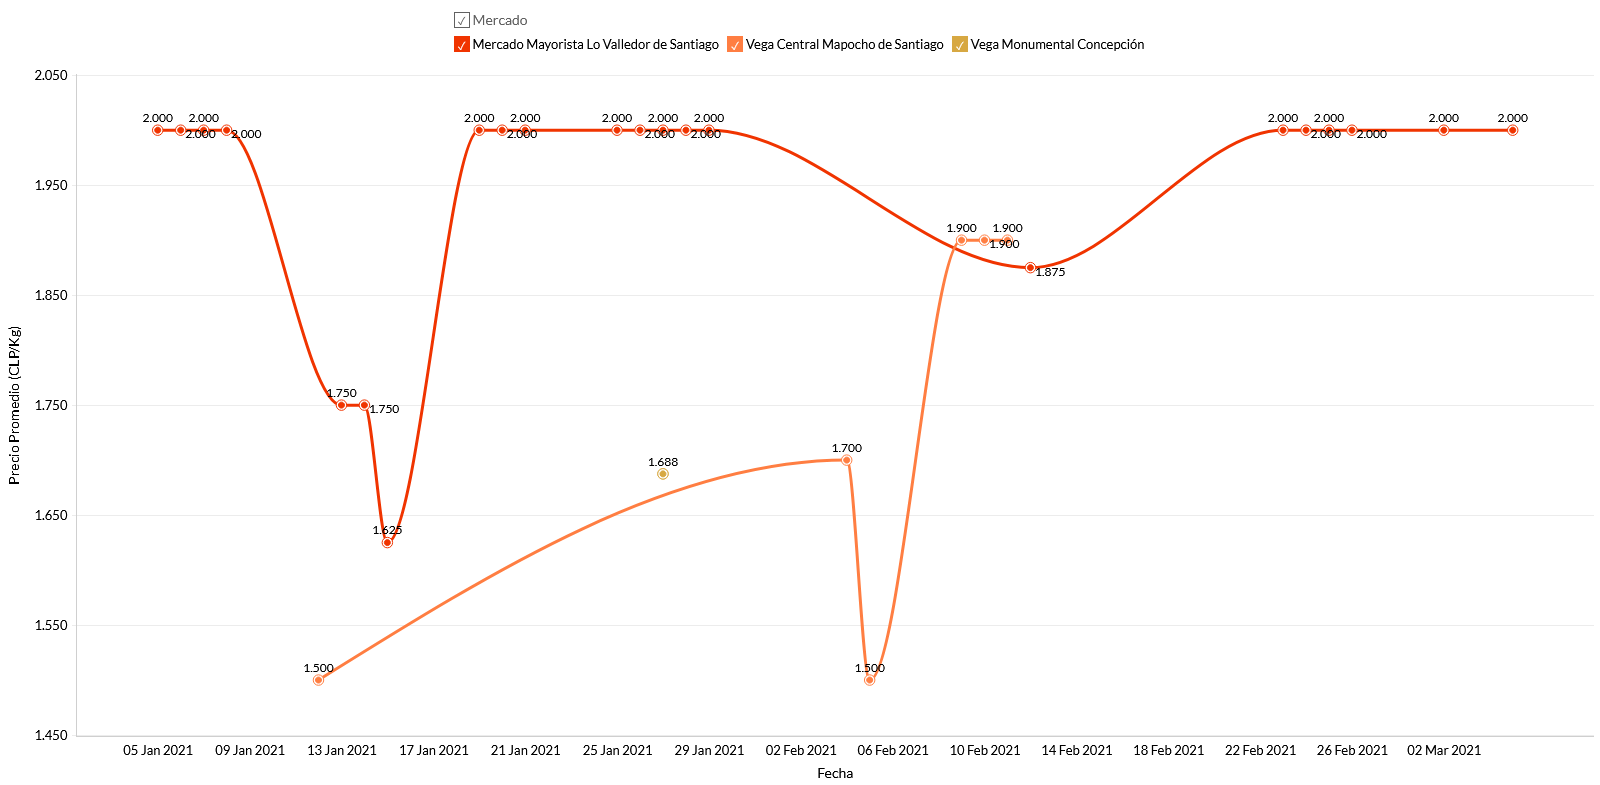 ✓ Mercado
✓ Mercado Mayorista Lo Valledor de Santiago ✓ Vega Central Mapocho de Santiago ✓ Vega Monumental Concepción
2.050
2.000 2.000 2.000 2.000 2.000 2.000 2.000 2.000 2.000 2.000
2.000 2.000 2.000 2.000 2.000 2.000 2.000
1.950
1.900 1.900
1.900
1.875
1.850
1.750
1.750
1.750
1.700
1.688
1.650
1.625
1.550
1.500 1.500
1.450
Precio Promedio (CLP/Kg)
05 Jan 2021 09 Jan 2021 13 Jan 2021 17 Jan 2021 21 Jan 2021 25 Jan 2021 29 Jan 2021 02 Feb 2021 06 Feb 2021 10 Feb 2021 14 Feb 2021 18 Feb 2021 22 Feb 2021 26 Feb 2021 02 Mar 2021
Fecha